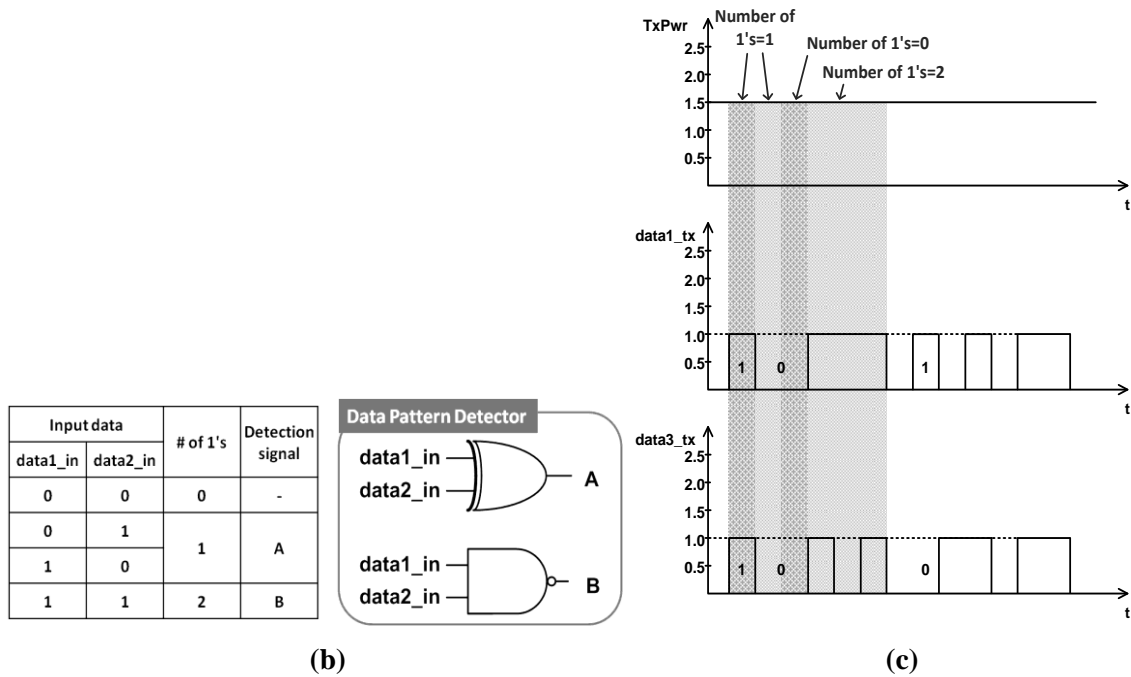 Input data
# of 1's
Detection signal
data1_in
data2_in
0
0
0
-
0
1
1
A
1
0
1
1
2
B
Data Pattern Detector
data1_in
data2_in
A
data1_in
data2_in
B
(b)
TxPwr
Number of
1's=1
Number of 1's=0
Number of 1's=2
2.5
2.0
1.5
1.0
0.5
t
data1_tx
2.5
2.0
1.5
1.0
0.5
1
0
1
t
data3_tx
2.5
2.0
1.5
1.0
0.5
1
0
0
t
(c)